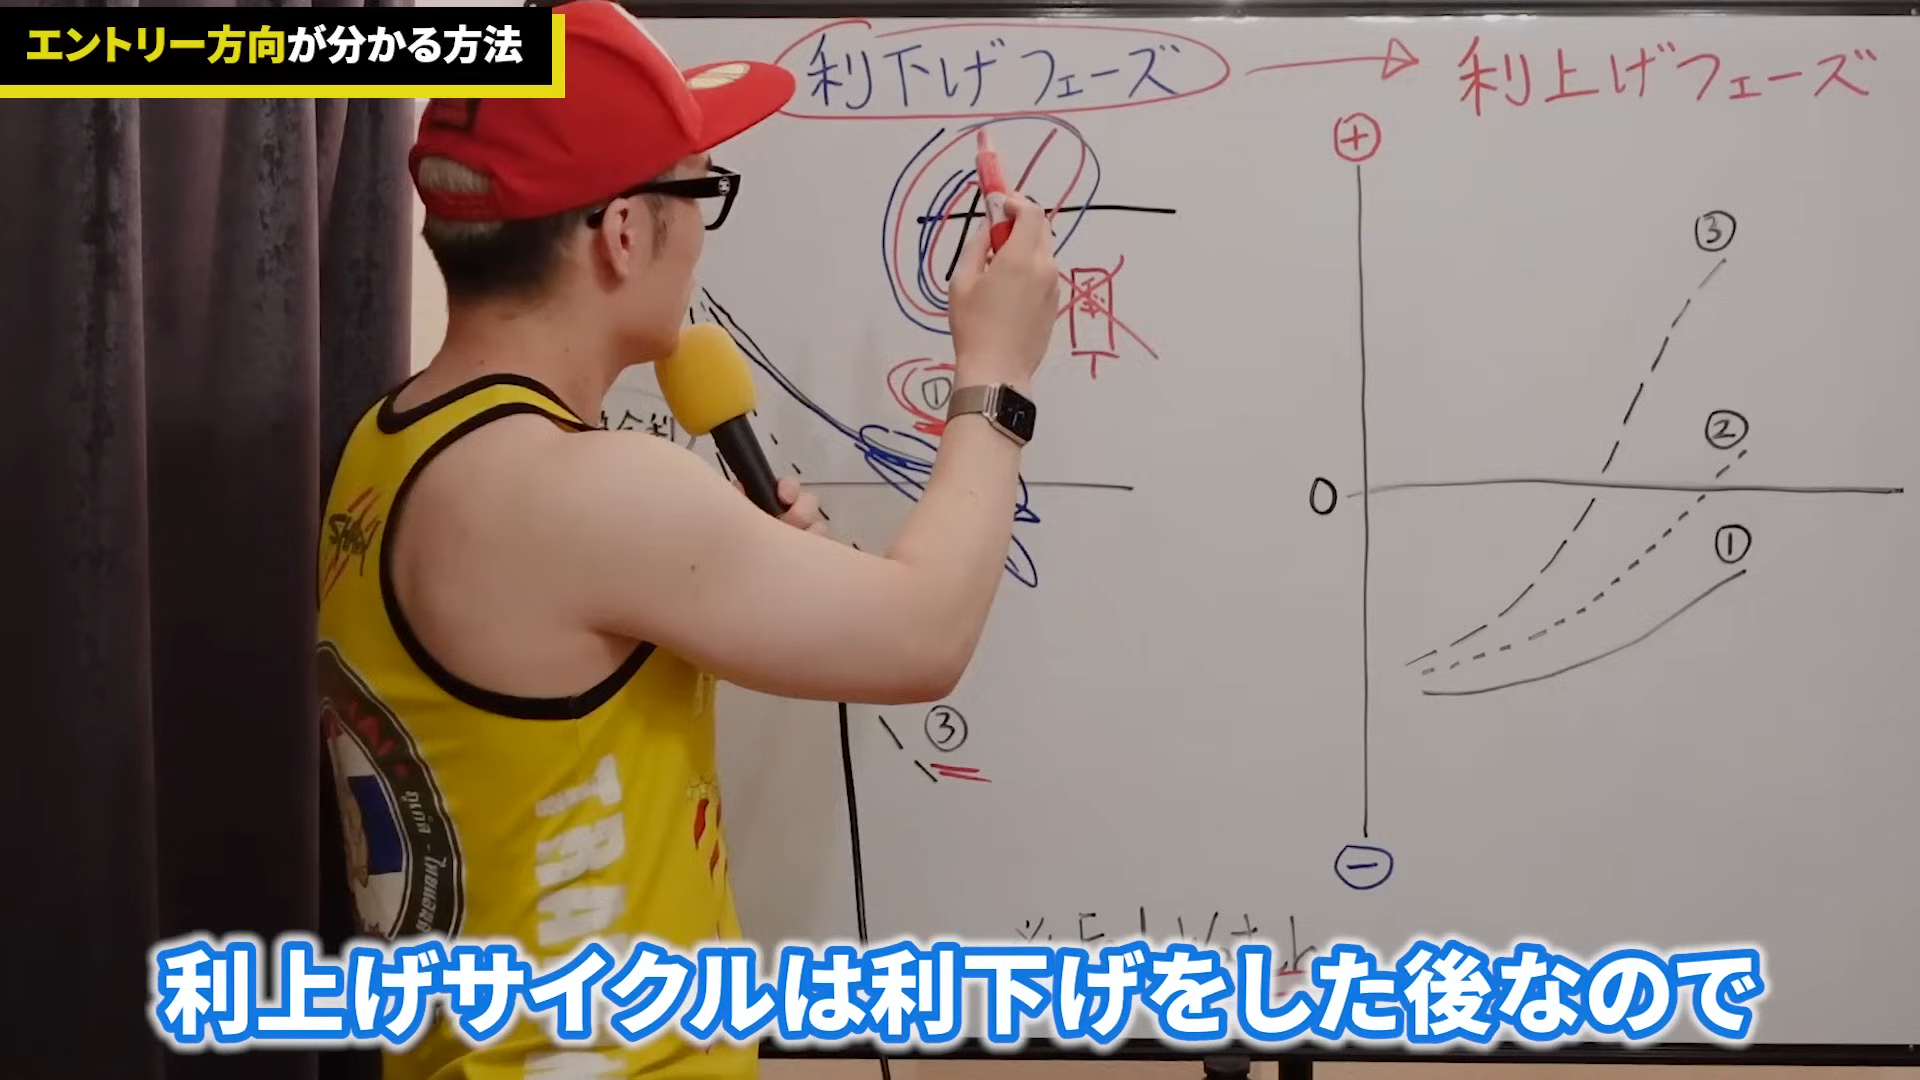 エントリー方向が分かる方法
利下げフェーズ
利上げフェーズ
+
③
①
②
0
①
③
−
SHARK
TRA
利上げサイクルは利下げをした後なので